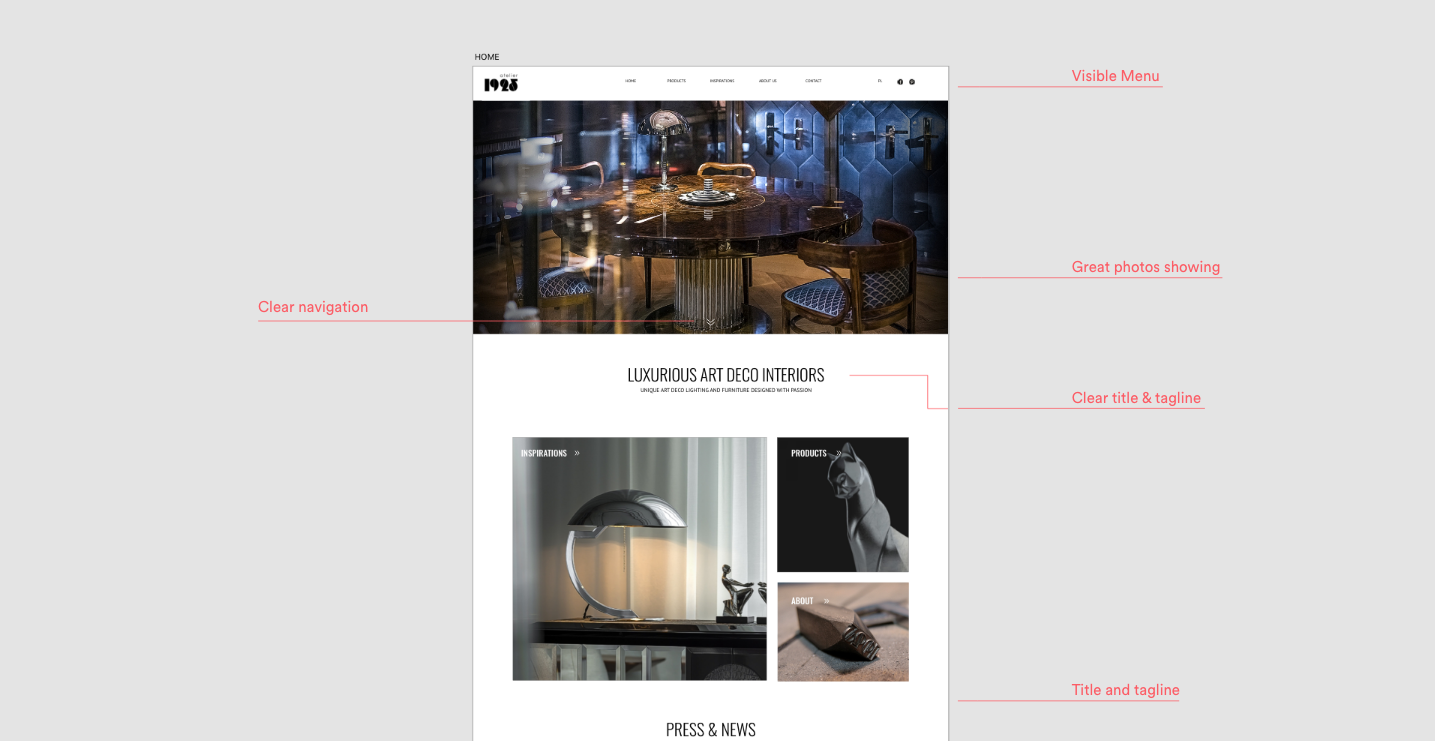 HOME
atelier
1925
HOME PRODUCTS INSPIRATIONS ABOUT US CONTACT PL
Visible Menu
Great photos showing
Clear navigation
LUXURIOUS ART DECO INTERIORS
UNIQUE ART DECO LIGHTING AND FURNITURE DESIGNED WITH PASSION
Clear title & tagline
INSPIRATIONS »
PRODUCTS »
ABOUT »
Title and tagline
PRESS & NEWS